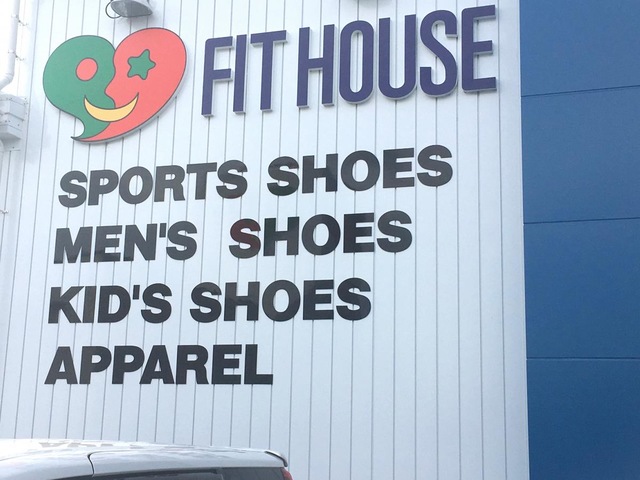 FIT HOUSE
SPORTS SHOES
MEN'S SHOES
KID'S SHOES
APPAREL